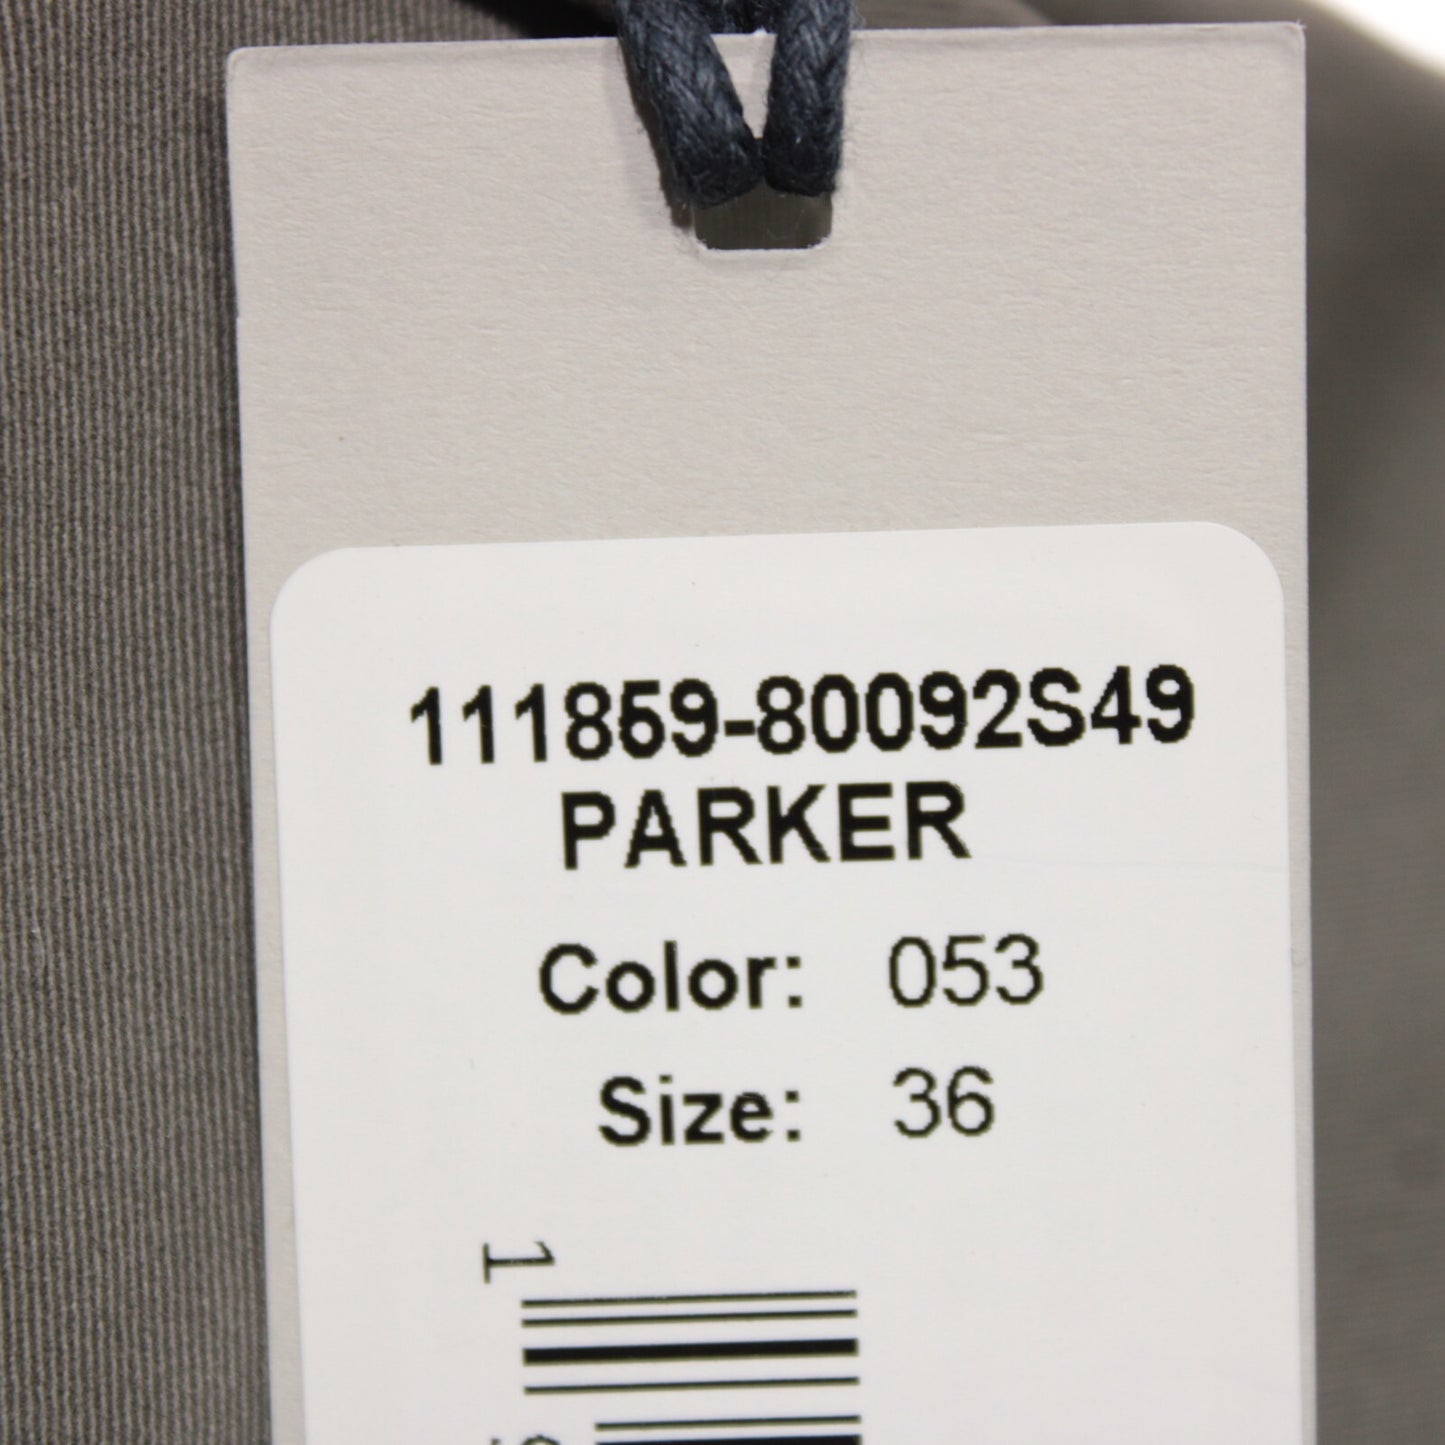 111859-80092S49
PARKER
Color: 053
Size: 36
1